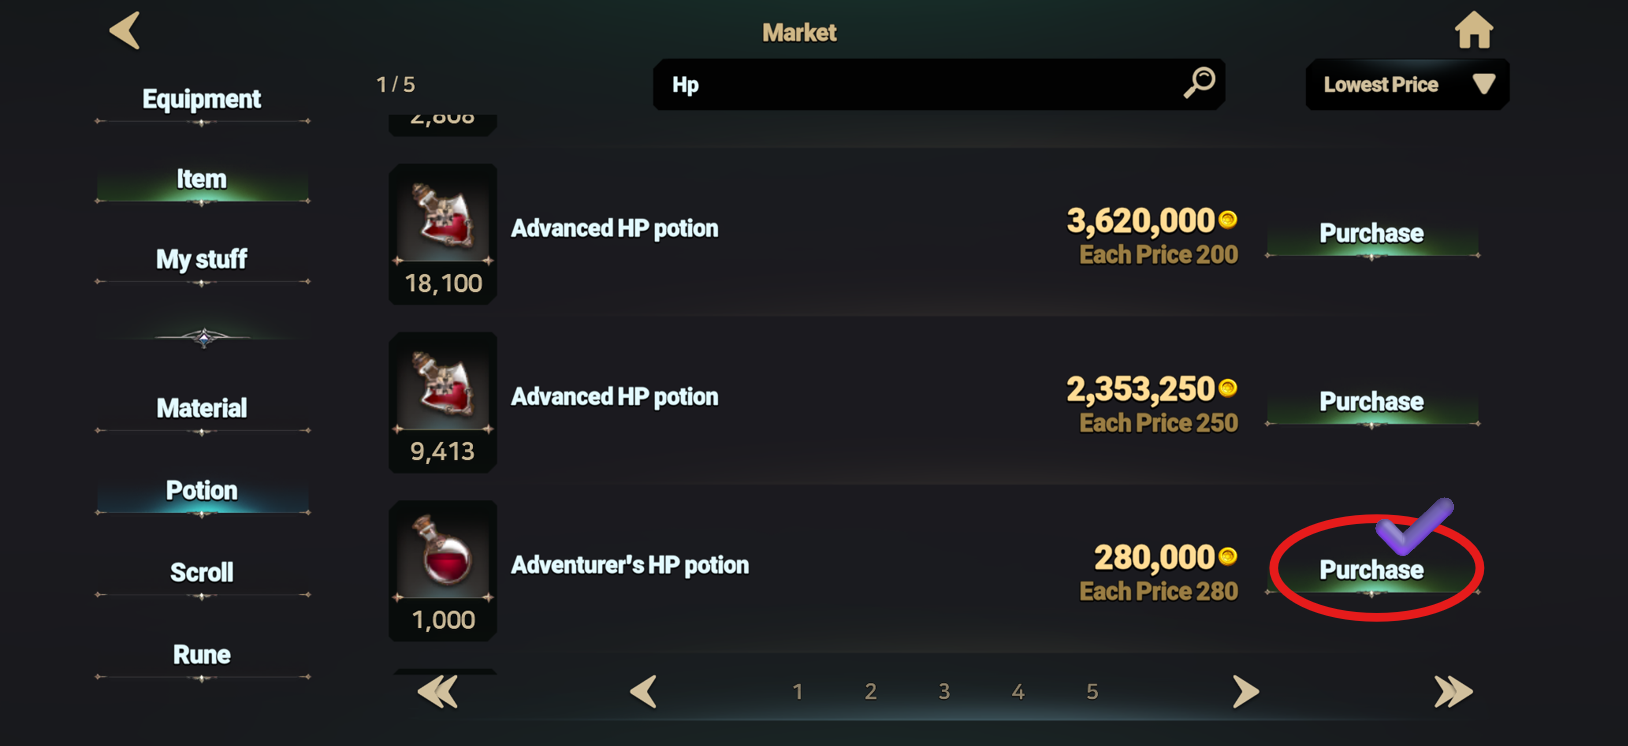 Market
Hp
Lowest Price
1 / 5
Equipment
Item
My stuff
Material
Potion
Scroll
Rune
2,808
Advanced HP potion
18,100
3,620,000
Each Price 200
Purchase
Advanced HP potion
9,413
2,353,250
Each Price 250
Purchase
Adventurer's HP potion
1,000
280,000
Each Price 280
Purchase
1 2 3 4 5